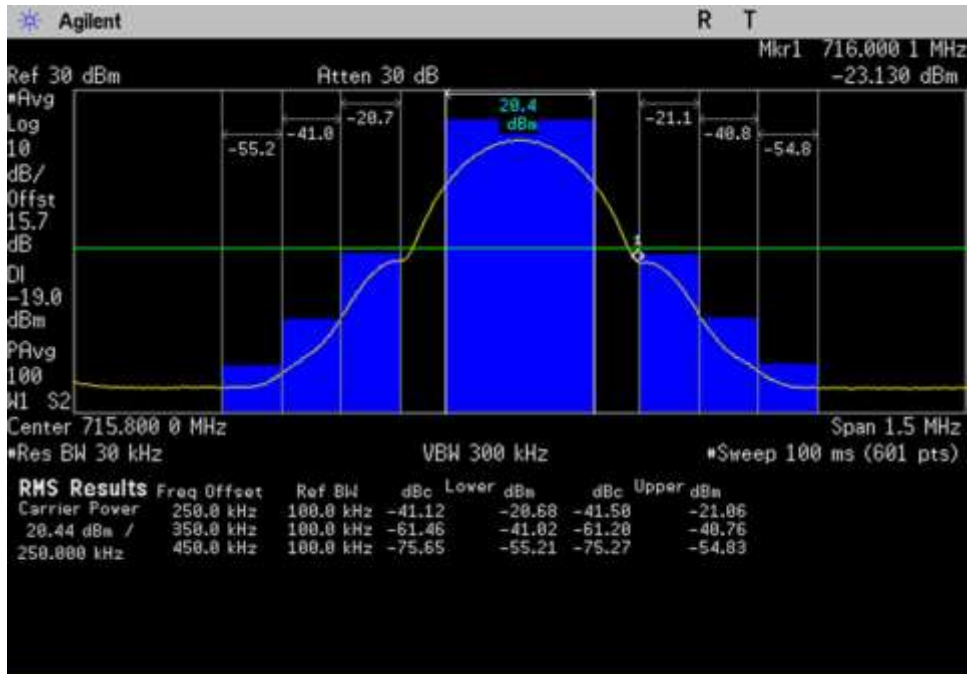 Agilent R T
Mkr1 716.000 1 MHz
Ref 30 dBm Atten 30 dB -23.130 dBm
#Avg
Log
10
dB/
Offst
15.7
dB
DI
-19.0
dBm
PAvg
100
W1 S2
-55.2
-41.0
-20.7
20.4
dBm
-21.1
-40.8
-54.8
1
Center 715.800 0 MHz Span 1.5 MHz
#Res BW 30 kHz VBW 300 kHz #Sweep 100 ms (601 pts)
RMS Results Freq Offset Ref BW dBc Lower dBm dBc Upper dBm
Carrier Power 250.0 kHz 100.0 kHz -41.12 -20.68 -41.50 -21.06
20.44 dBm / 350.0 kHz 100.0 kHz -61.46 -41.02 -61.20 -40.76
250.000 kHz 450.0 kHz 100.0 kHz -75.65 -55.21 -75.27 -54.83